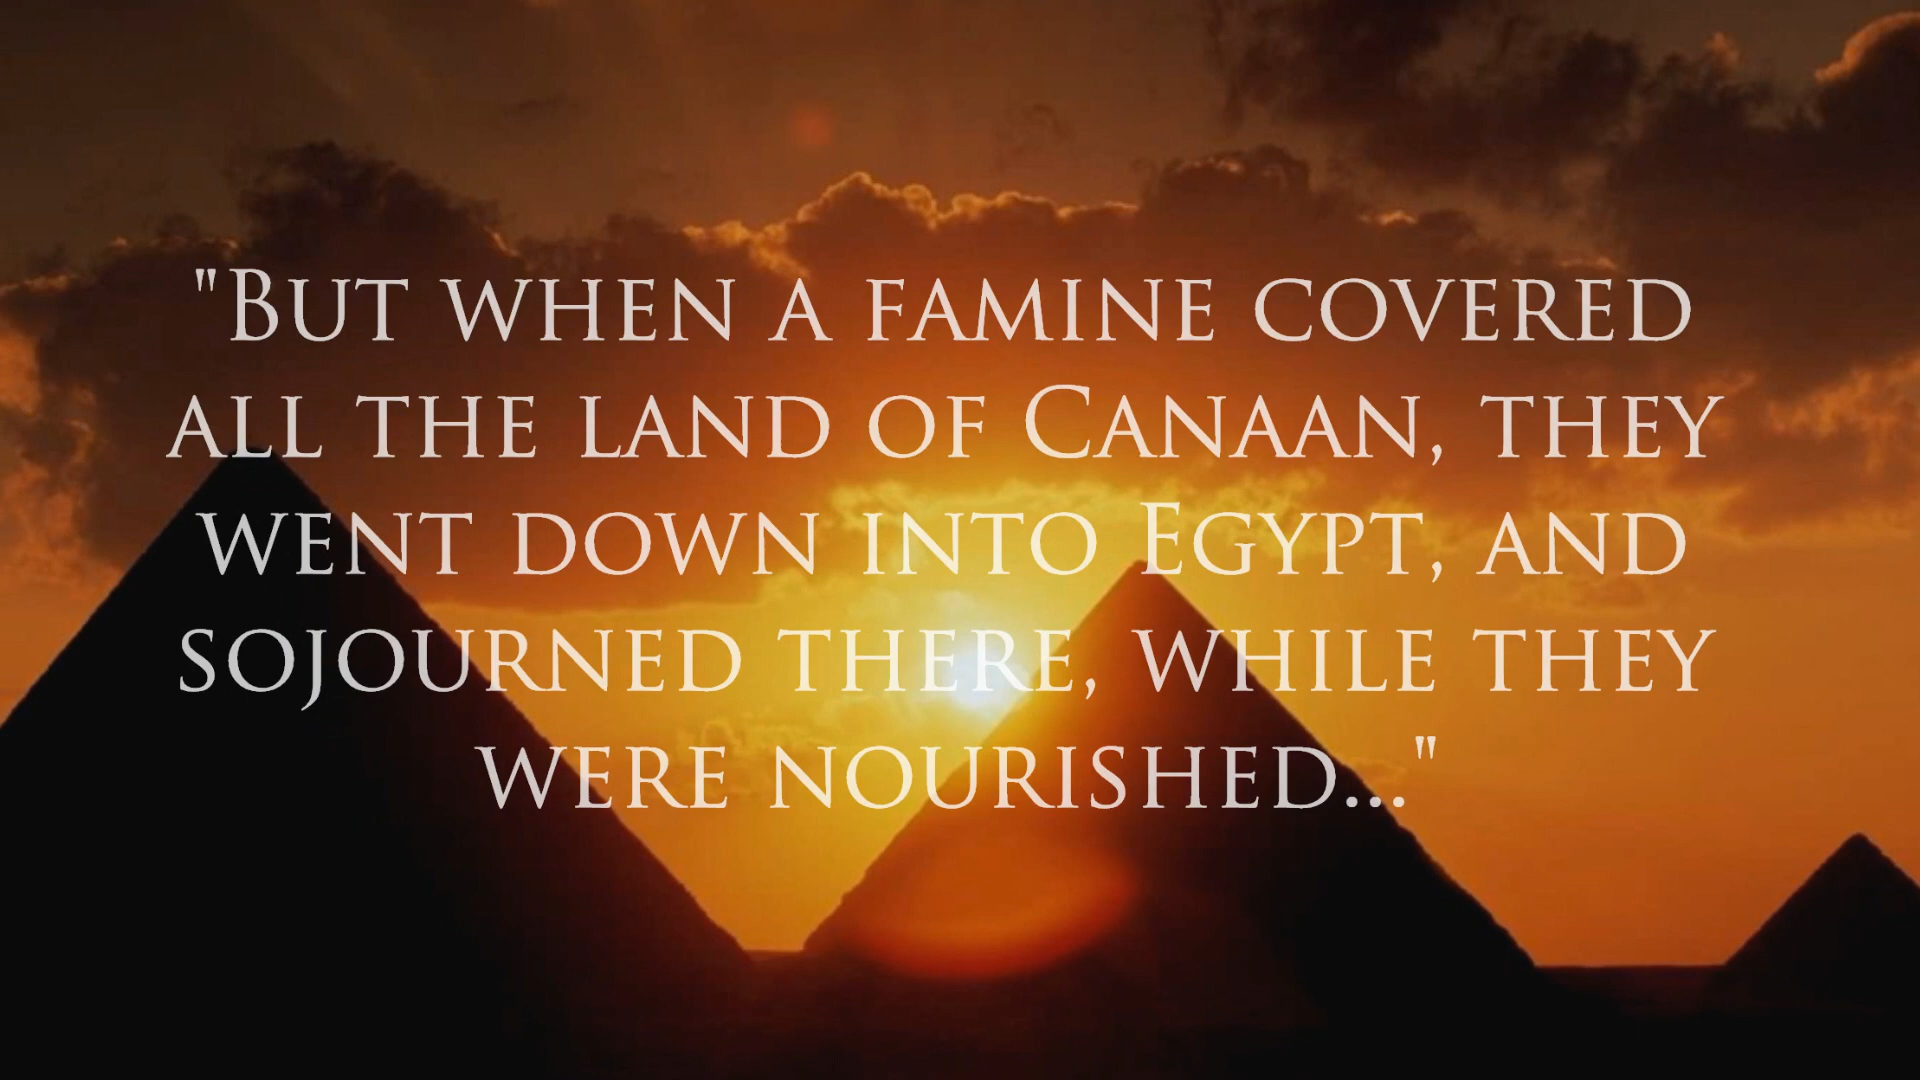 "But when a famine covered
all the land of Canaan, they
went down into Egypt, and
sojourned there, while they
were nourished..."